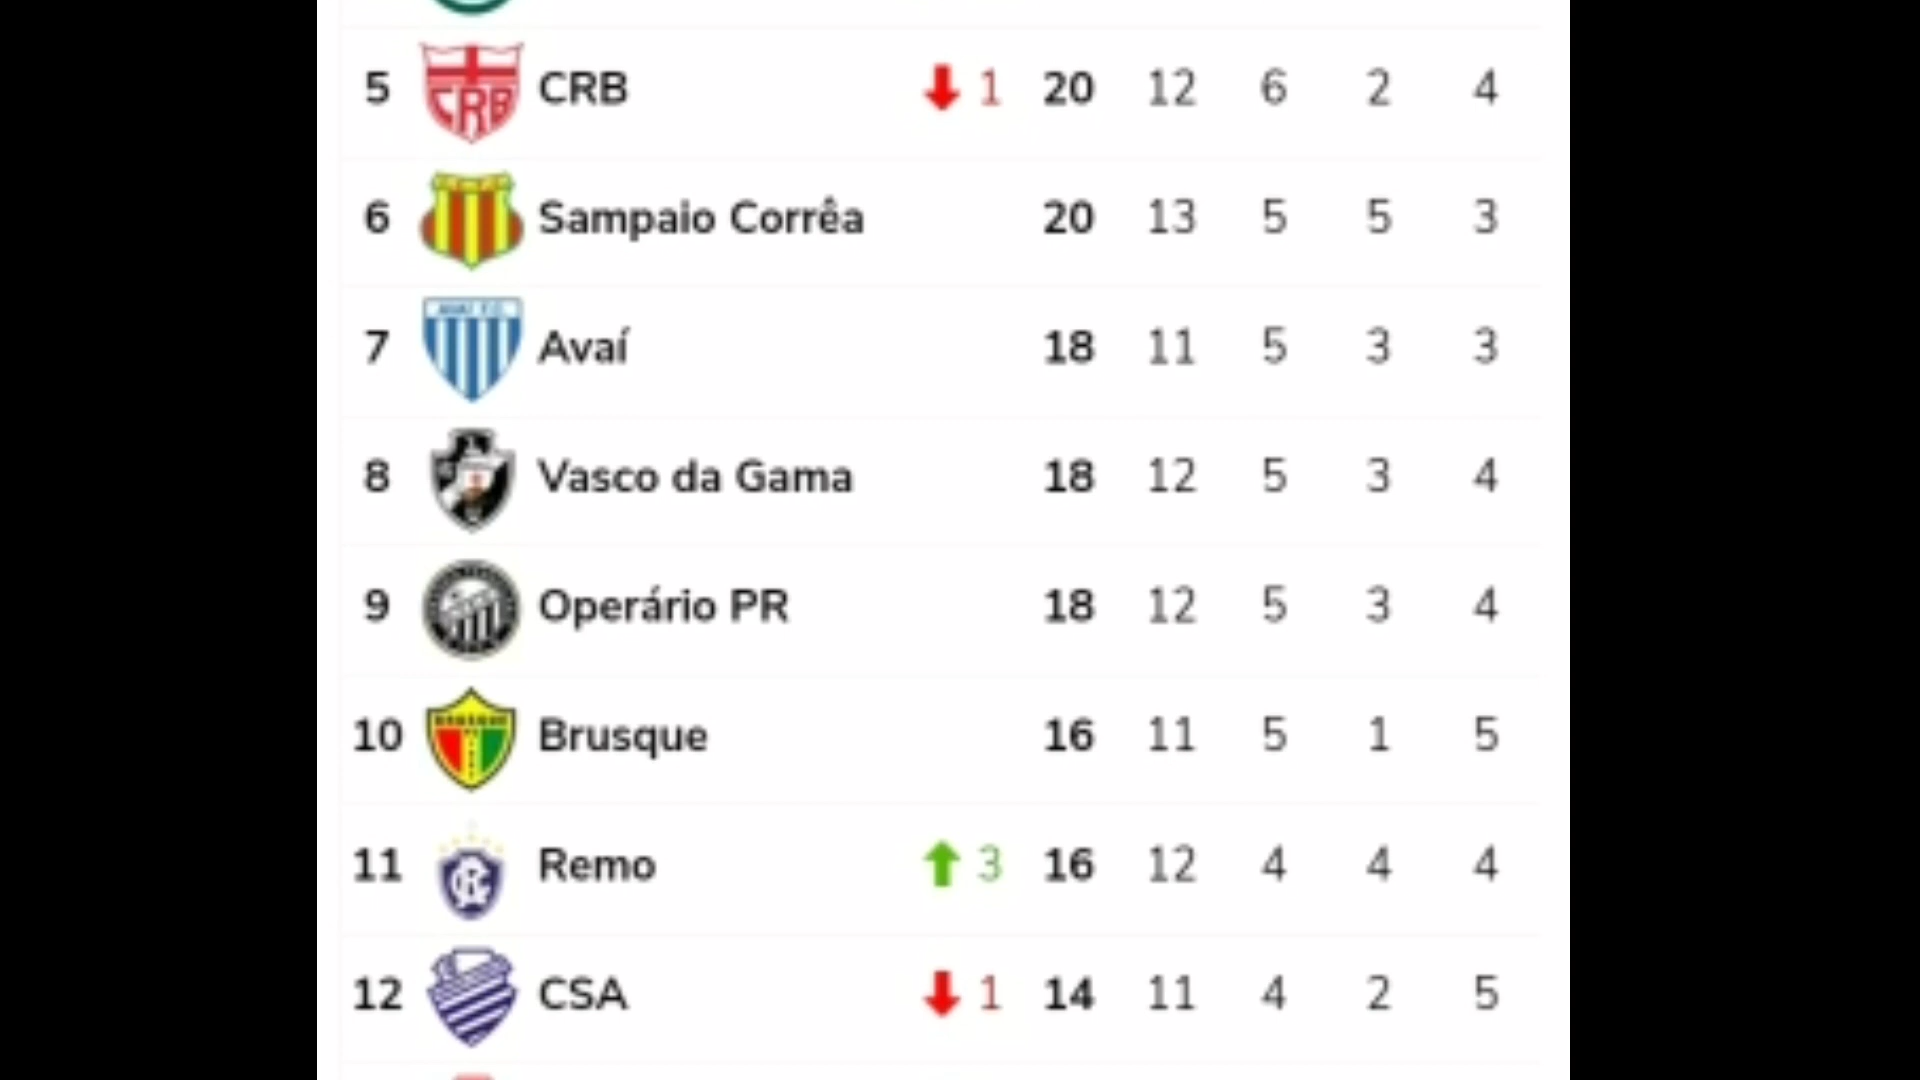 5 CRB 1 20 12 6 2 4
6 Sampaio Corrêa 20 13 5 5 3
7 Avaí 18 11 5 3 3
8 Vasco da Gama 18 12 5 3 4
9 Operário PR 18 12 5 3 4
10 Brusque 16 11 5 1 5
11 Remo 3 16 12 4 4 4
12 CSA 1 14 11 4 2 5